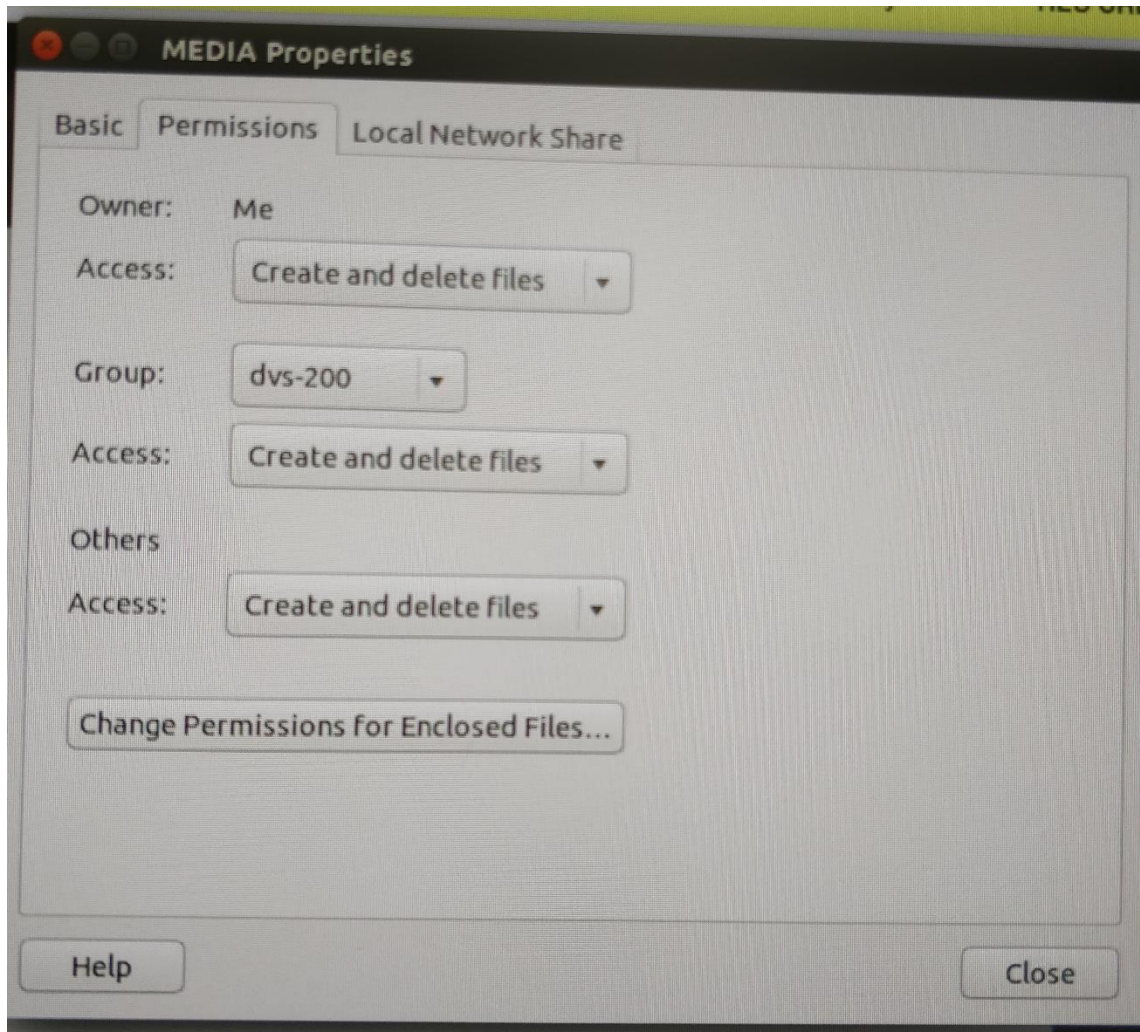 MEDIA Properties
Basic Permissions Local Network Share
Owner: Me
Access: Create and delete files
Group: dvs-200
Access: Create and delete files
Others
Access: Create and delete files
Change Permissions for Enclosed Files...
Help Close